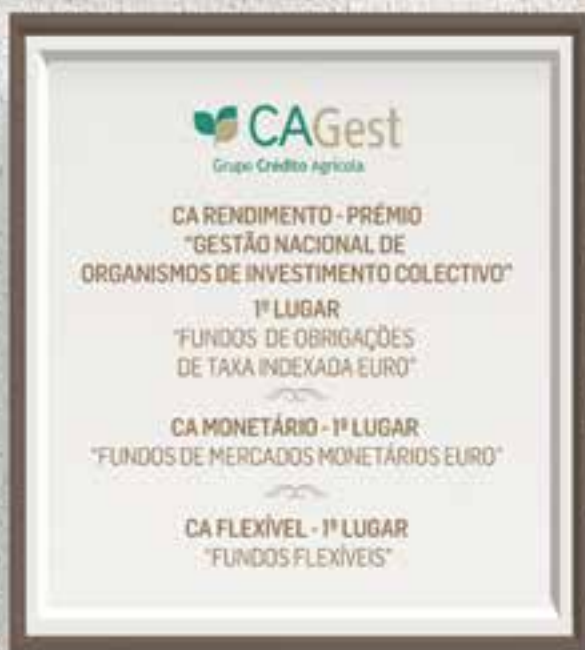 CAGest
Grupo Crédito Agrícola
CA RENDIMENTO - PRÉMIO
"GESTÃO NACIONAL DE
ORGANISMOS DE INVESTIMENTO COLECTIVO"
1º LUGAR
"FUNDOS DE OBRIGAÇÕES
DE TAXA INDEXADA EURO"
CA MONETÁRIO - 1º LUGAR
"FUNDOS DE MERCADOS MONETÁRIOS EURO"
CA FLEXÍVEL - 1º LUGAR
"FUNDOS FLEXÍVEIS"